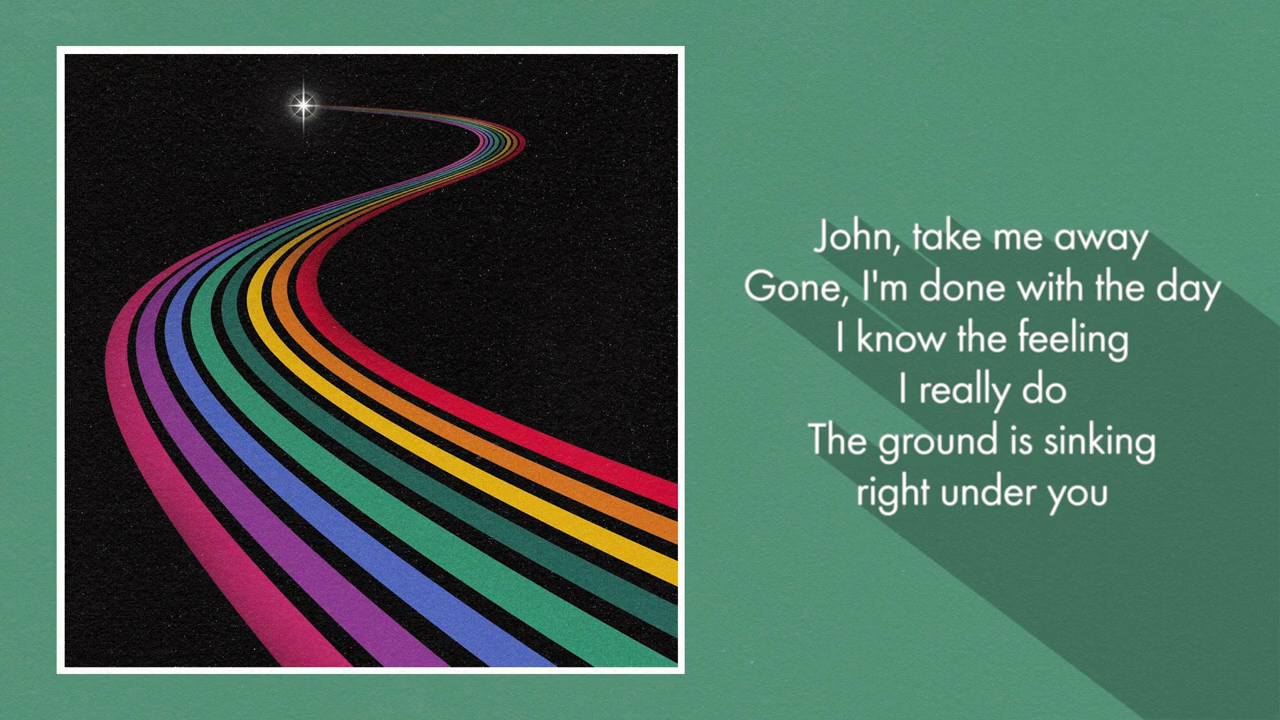 John, take me away
Gone, I'm done with the day
I know the feeling
I really do
The ground is sinking
right under you